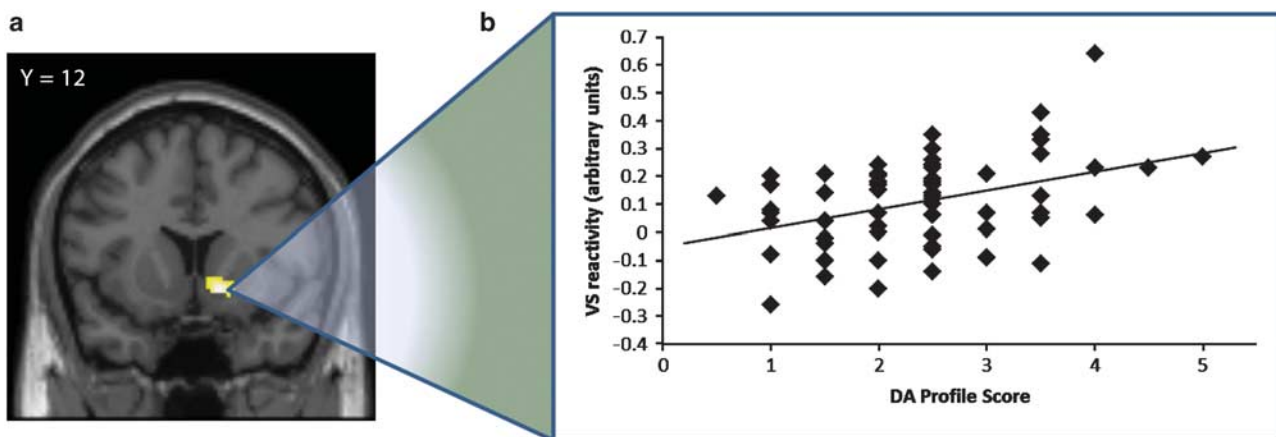 a
Y = 12
b
VS reactivity (arbitrary units)
0.7
0.6
0.5
0.4
0.3
0.2
0.1
0
-0.1
-0.2
-0.3
-0.4
0 1 2 3 4 5
DA Profile Score